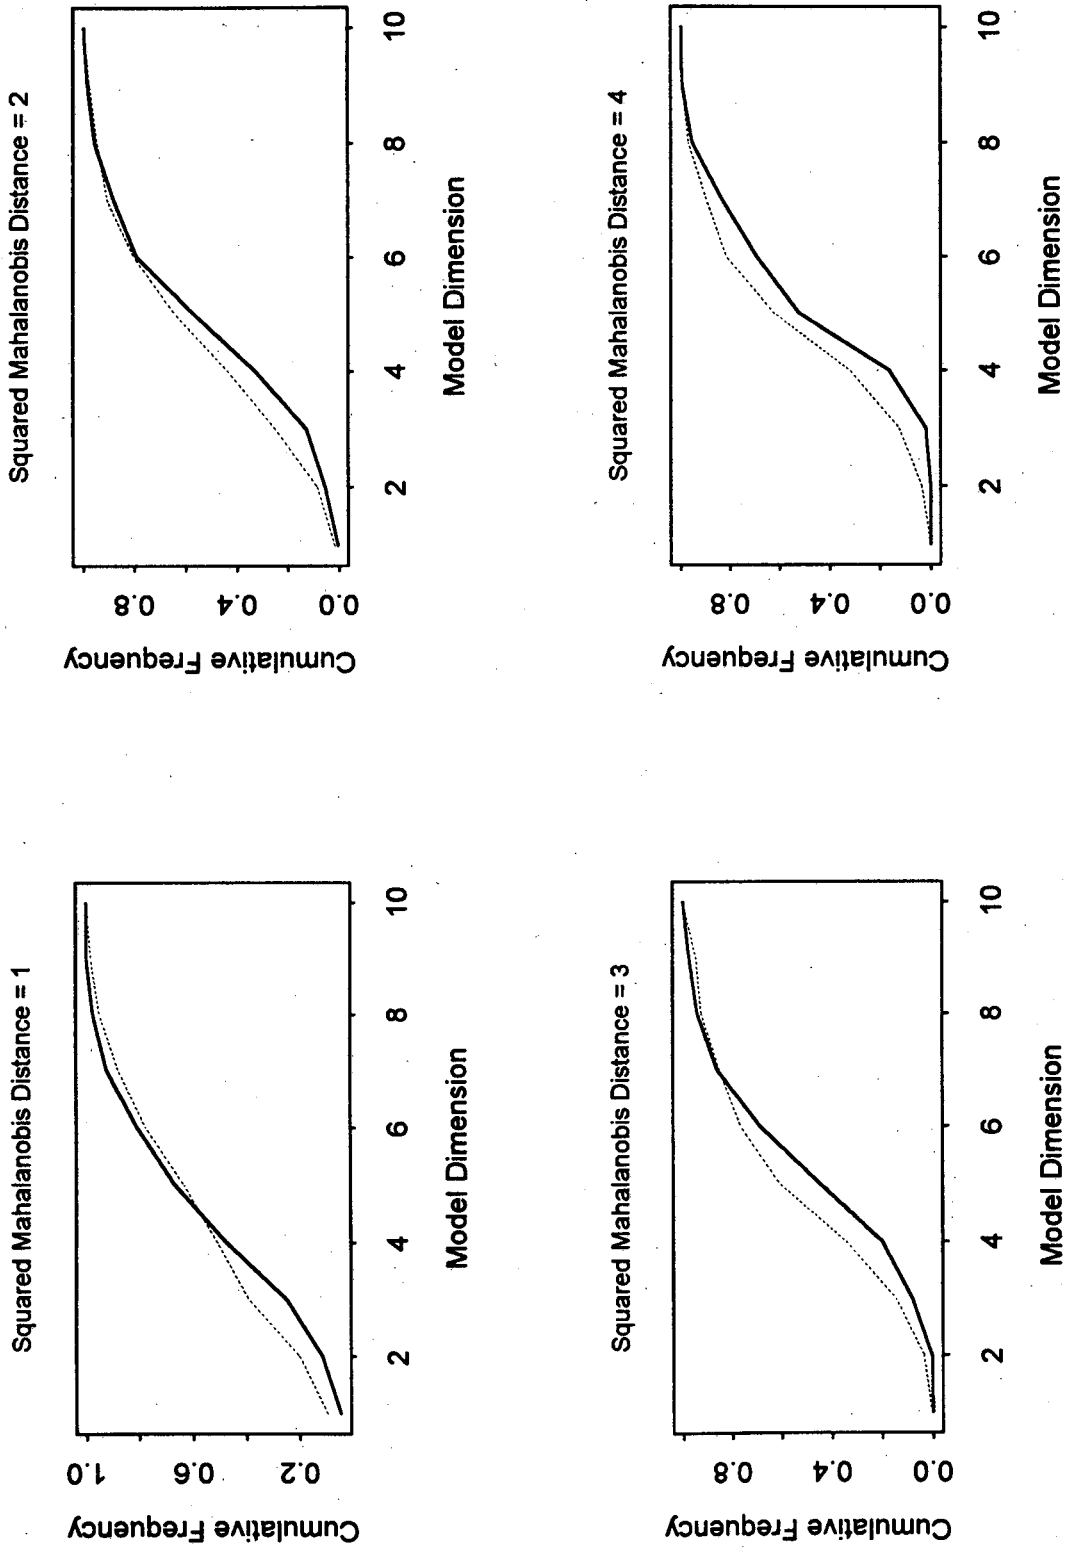 Squared Mahalanobis Distance = 1
Cumulative Frequency
0.2 0.6 1.0
2 4 6 8 10
Model Dimension
Squared Mahalanobis Distance = 2
Cumulative Frequency
0.0 0.4 0.8
2 4 6 8 10
Model Dimension
Squared Mahalanobis Distance = 3
Cumulative Frequency
0.0 0.4 0.8
2 4 6 8 10
Model Dimension
Squared Mahalanobis Distance = 4
Cumulative Frequency
0.0 0.4 0.8
2 4 6 8 10
Model Dimension